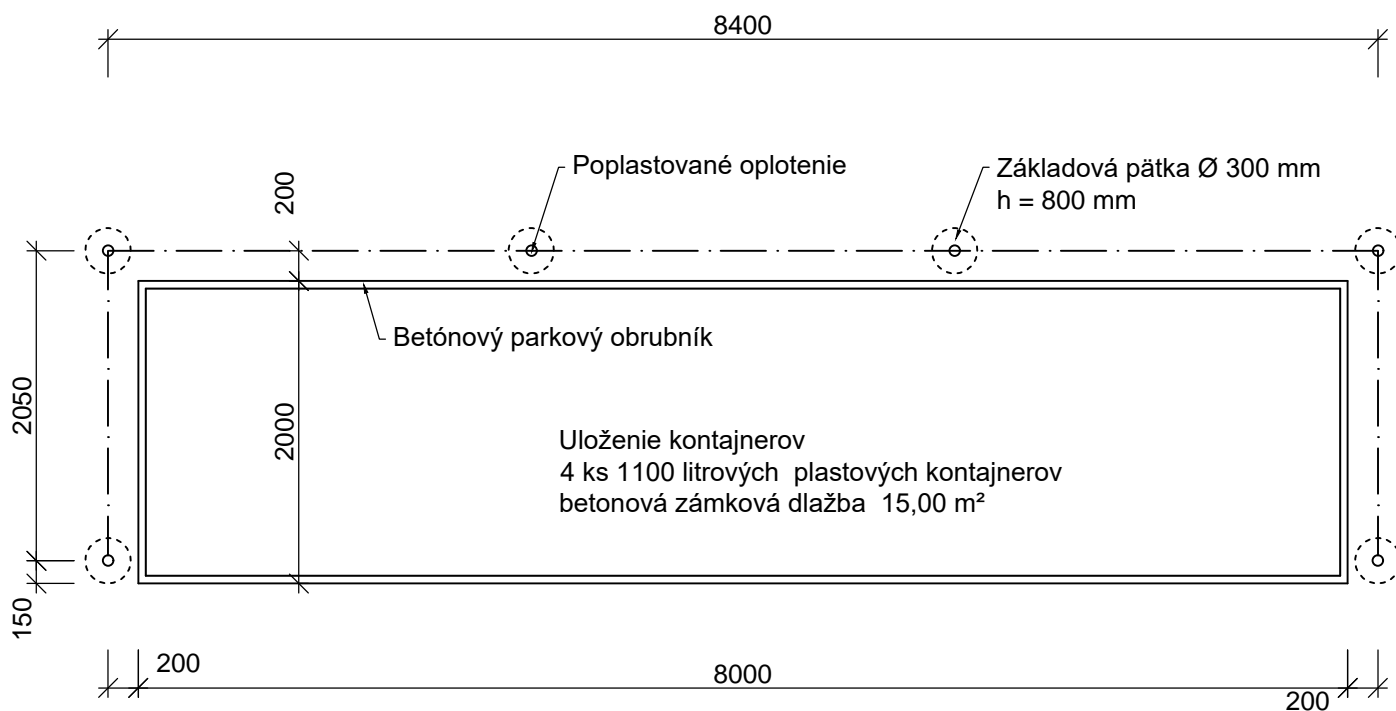 8400
Poplastované oplotenie
Základová pätka Ø 300 mm
h = 800 mm
200
Betónový parkový obrubník
2050
2000
Uloženie kontajnerov
4 ks 1100 litrových plastových kontajnerov
betonová zámková dlažba 15,00 m²
150
200
8000
200